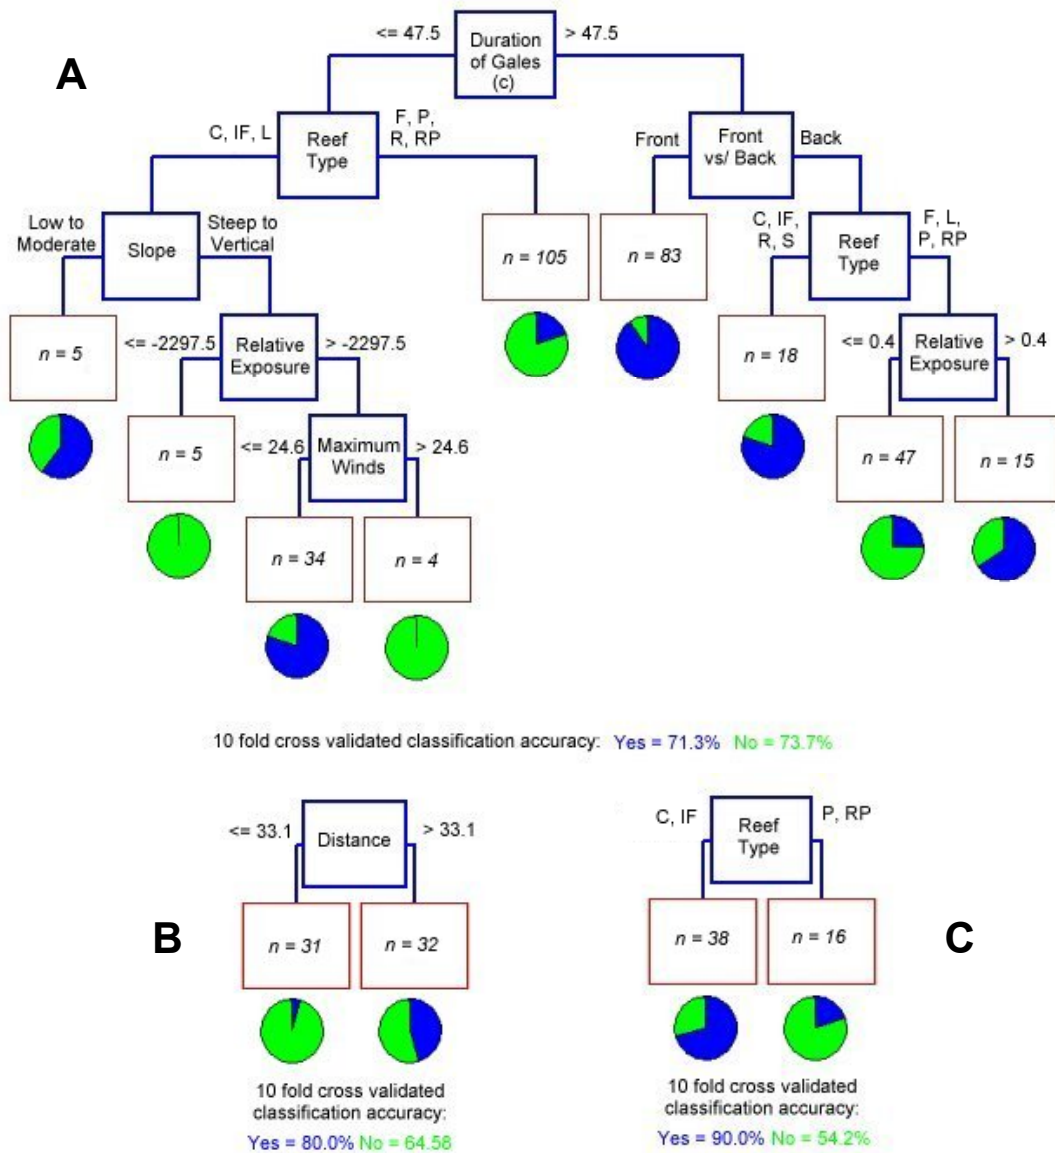 A
<= 47.5
Duration
of Gales
(c)
> 47.5
C, IF, L
Reef
Type
F, P,
R, RP
Front
Front
vs/ Back
Back
Low to
Moderate
Slope
Steep to
Vertical
n = 105
n = 83
C, IF,
R, S
Reef
Type
F, L,
P, RP
n = 5
<= -2297.5
Relative
Exposure
> -2297.5
n = 18
<= 0.4
Relative
Exposure
> 0.4
n = 5
<= 24.6
Maximum
Winds
> 24.6
n = 47
n = 15
n = 34
n = 4
10 fold cross validated classification accuracy: Yes = 71.3% No = 73.7%
<= 33.1
Distance
> 33.1
B
n = 31
n = 32
10 fold cross validated
classification accuracy:
Yes = 80.0% No = 64.58
C, IF
Reef
Type
P, RP
n = 38
n = 16
C
10 fold cross validated
classification accuracy:
Yes = 90.0% No = 54.2%